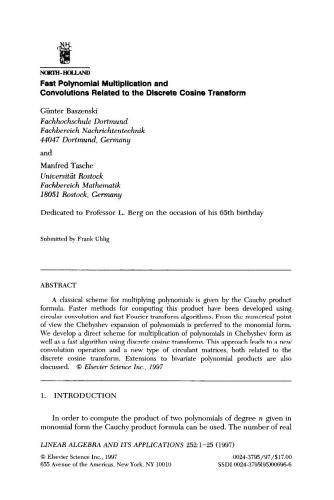 NH
NORTH-HOLLAND
Fast Polynomial Multiplication and
Convolutions Related to the Discrete Cosine Transform
Günter Baszenski
Fachhochschule Dortmund
Fachbereich Nachrichtentechnik
44047 Dortmund, Germany
and
Manfred Tasche
Universität Rostock
Fachbereich Mathematik
18051 Rostock, Germany
Dedicated to Professor L. Berg on the occasion of his 65th birthday
Submitted by Frank Uhlig
ABSTRACT
A classical scheme for multiplying polynomials is given by the Cauchy product
formula. Faster methods for computing this product have been developed using
circular convolution and fast Fourier transform algorithms. From the numerical point
of view the Chebyshev expansion of polynomials is preferred to the monomial form.
We develop a direct scheme for multiplication of polynomials in Chebyshev form as
well as a fast algorithm using discrete cosine transforms. This approach leads to a new
convolution operation and a new type of circulant matrices, both related to the
discrete cosine transform. Extensions to bivariate polynomial products are also
discussed. © Elsevier Science Inc., 1997
1. INTRODUCTION
In order to compute the product of two polynomials of degree n given in
monomial form the Cauchy product formula can be used. The number of real
LINEAR ALGEBRA AND ITS APPLICATIONS 252:1–25 (1997)
© Elsevier Science Inc., 1997 0024-3795/97/$17.00
655 Avenue of the Americas, New York, NY 10010 SSDI 0024-3795(95)00696-6